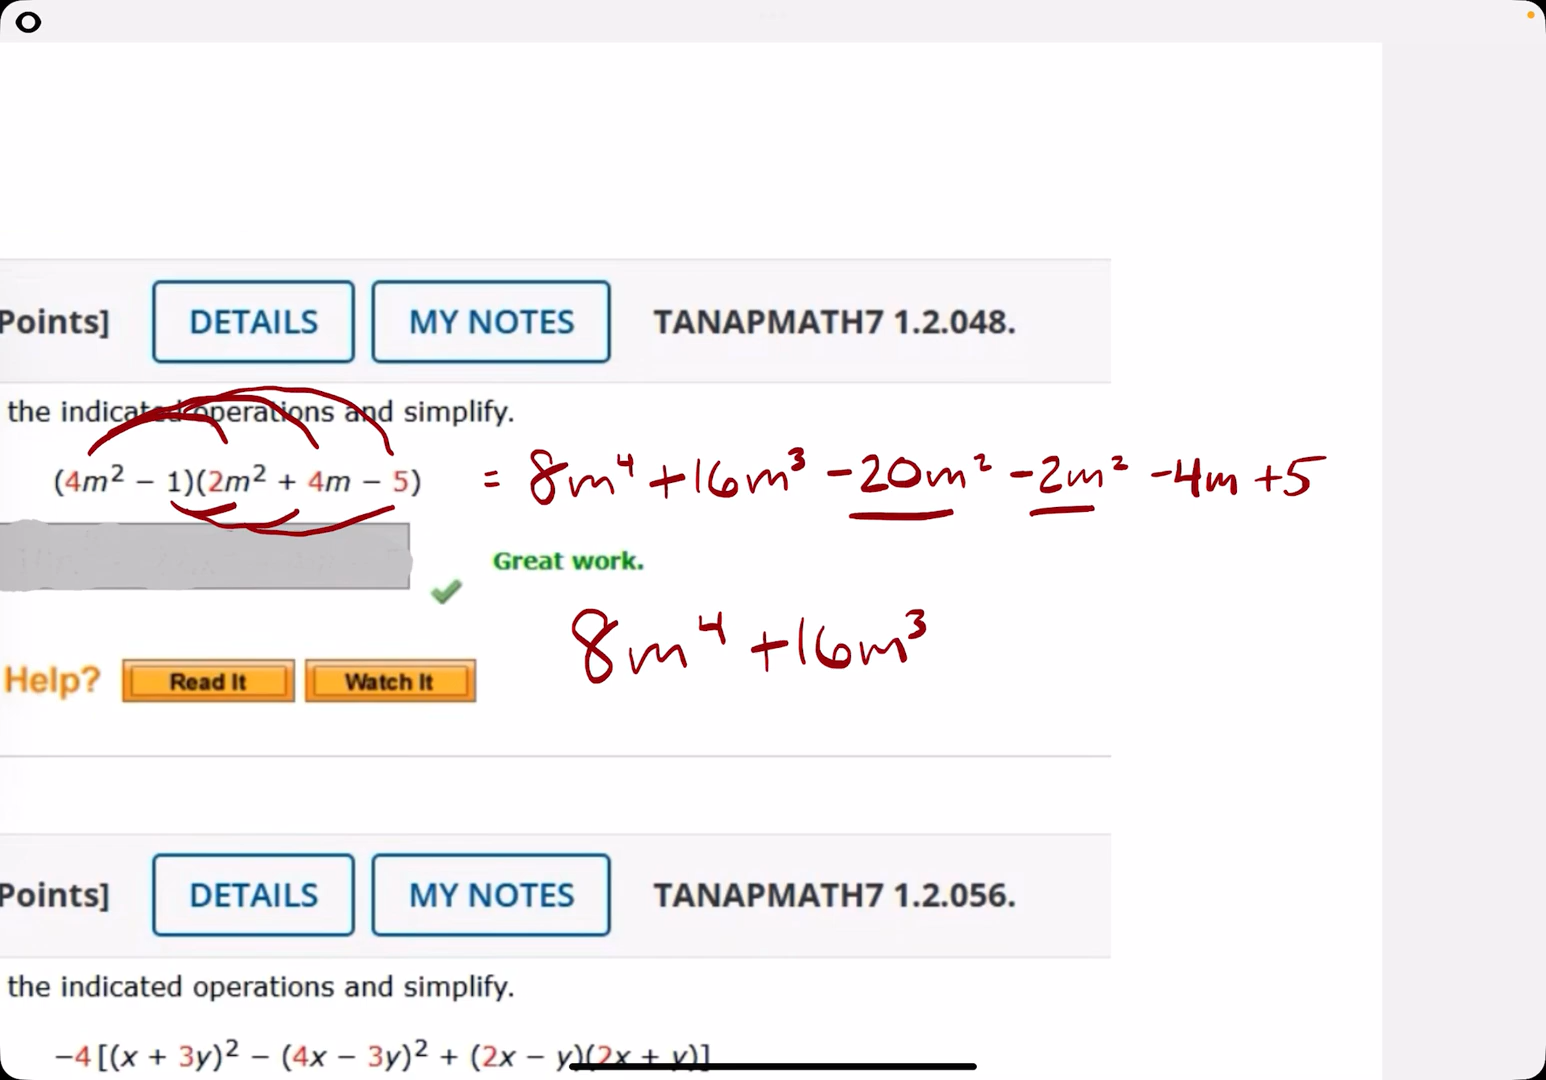 Points] DETAILS MY NOTES TANAPMATH7 1.2.048.
the indicated operations and simplify.
(4m² − 1)(2m² + 4m − 5) = 8m⁴ +16m³ -20m² -2m² -4m +5
Great work.
8m⁴ +16m³
Help? Read It Watch It
Points] DETAILS MY NOTES TANAPMATH7 1.2.056.
the indicated operations and simplify.
−4[(x + 3y)² − (4x − 3y)² + (2x − y)(2x + y)]